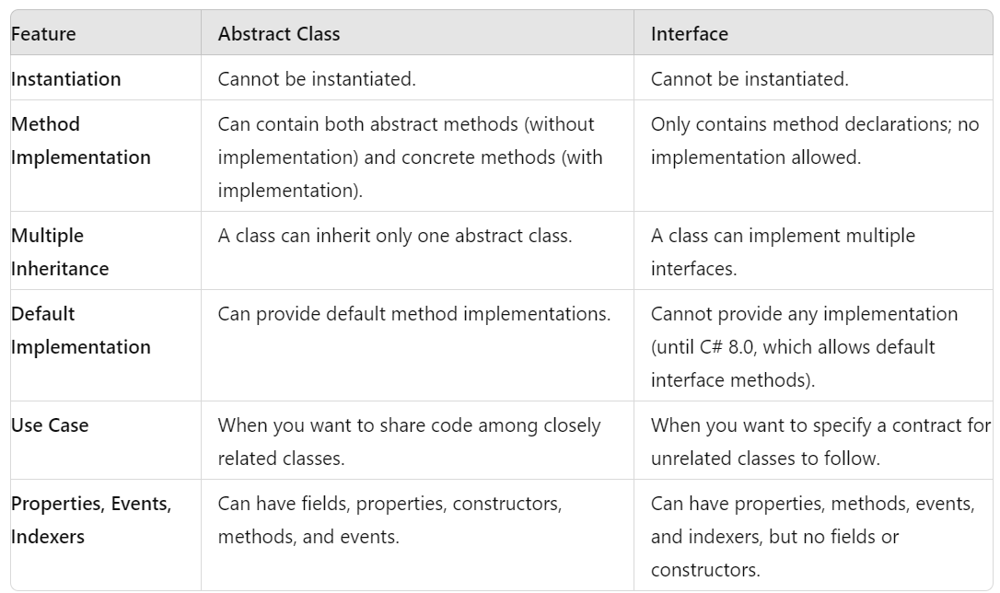 Feature Abstract Class Interface
Instantiation Cannot be instantiated. Cannot be instantiated.
Method Can contain both abstract methods (without Only contains method declarations; no
Implementation implementation) and concrete methods (with implementation allowed.
implementation).
Multiple A class can inherit only one abstract class. A class can implement multiple
Inheritance interfaces.
Default Can provide default method implementations. Cannot provide any implementation
Implementation (until C# 8.0, which allows default
interface methods).
Use Case When you want to share code among closely When you want to specify a contract for
related classes. unrelated classes to follow.
Properties, Events, Can have fields, properties, constructors, Can have properties, methods, events,
Indexers methods, and events. and indexers, but no fields or
constructors.